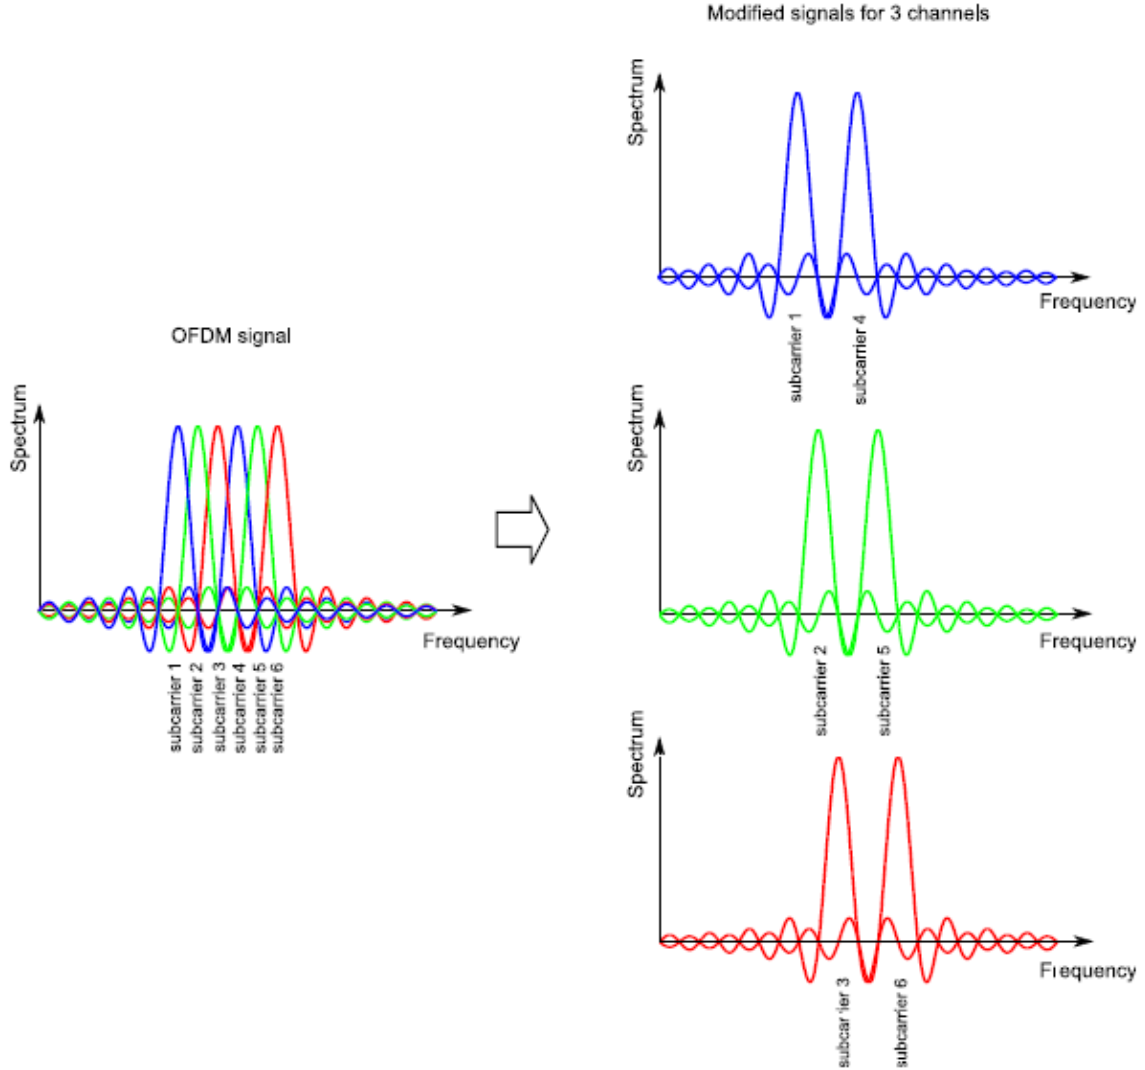 Modified signals for 3 channels
Spectrum
Frequency
subcarrier 1
subcarrier 4
OFDM signal
Spectrum
Frequency
subcarrier 1
subcarrier 2
subcarrier 3
subcarrier 4
subcarrier 5
subcarrier 6
Spectrum
Frequency
subcarrier 2
subcarrier 5
Spectrum
Frequency
subcarrier 3
subcarrier 6